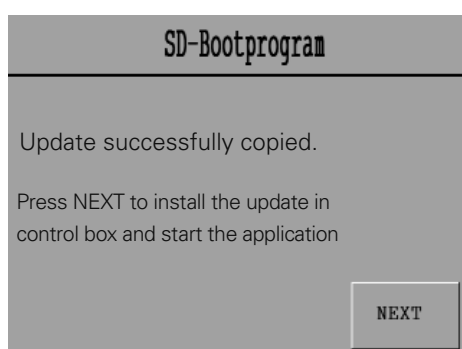 SD-Bootprogram
Update successfully copied.
Press NEXT to install the update in
control box and start the application
NEXT